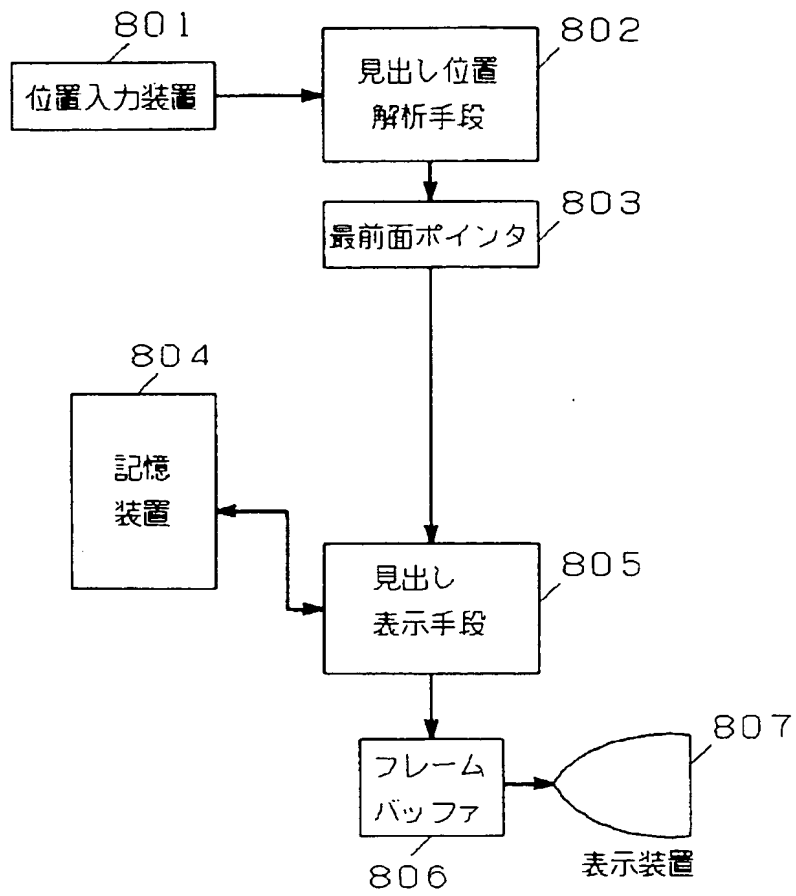 801
位置入力装置
802
見出し位置
解析手段
803
最前面ポインタ
804
記憶
装置
805
見出し
表示手段
フレーム
バッファ
806
807
表示装置